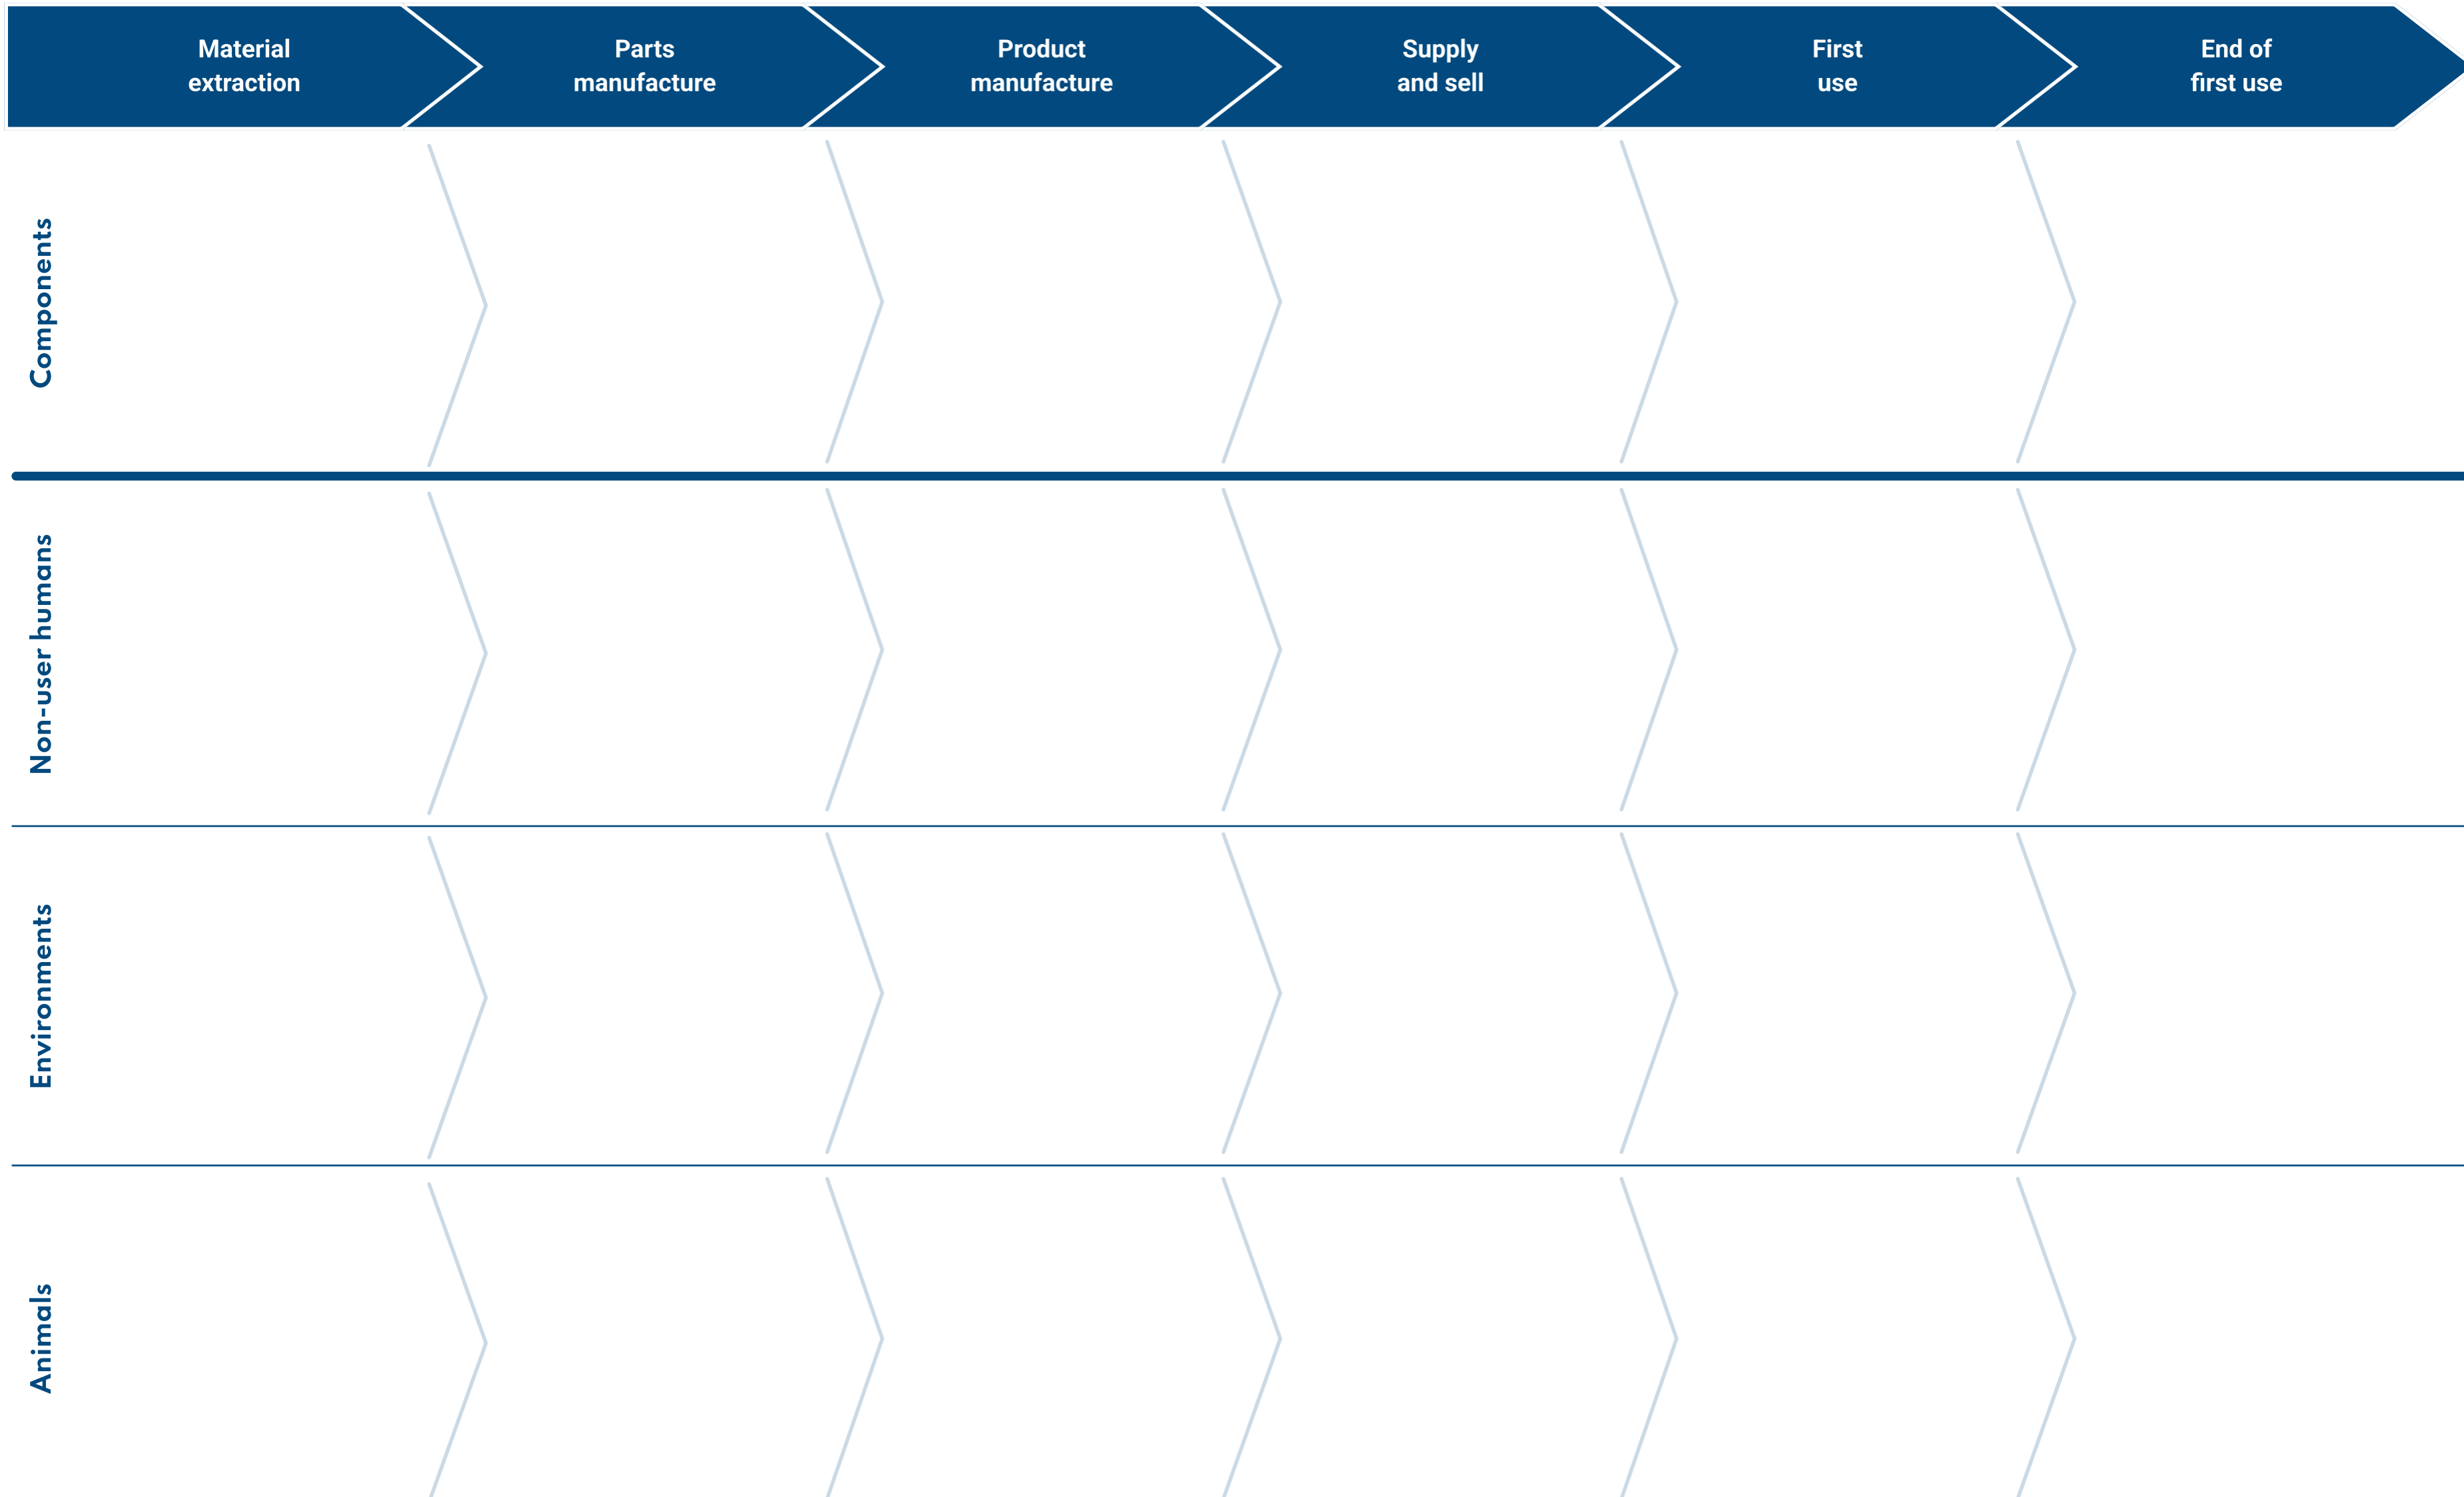 Material
extraction
Parts
manufacture
Product
manufacture
Supply
and sell
First
use
End of
first use
Components
Non-user humans
Environments
Animals